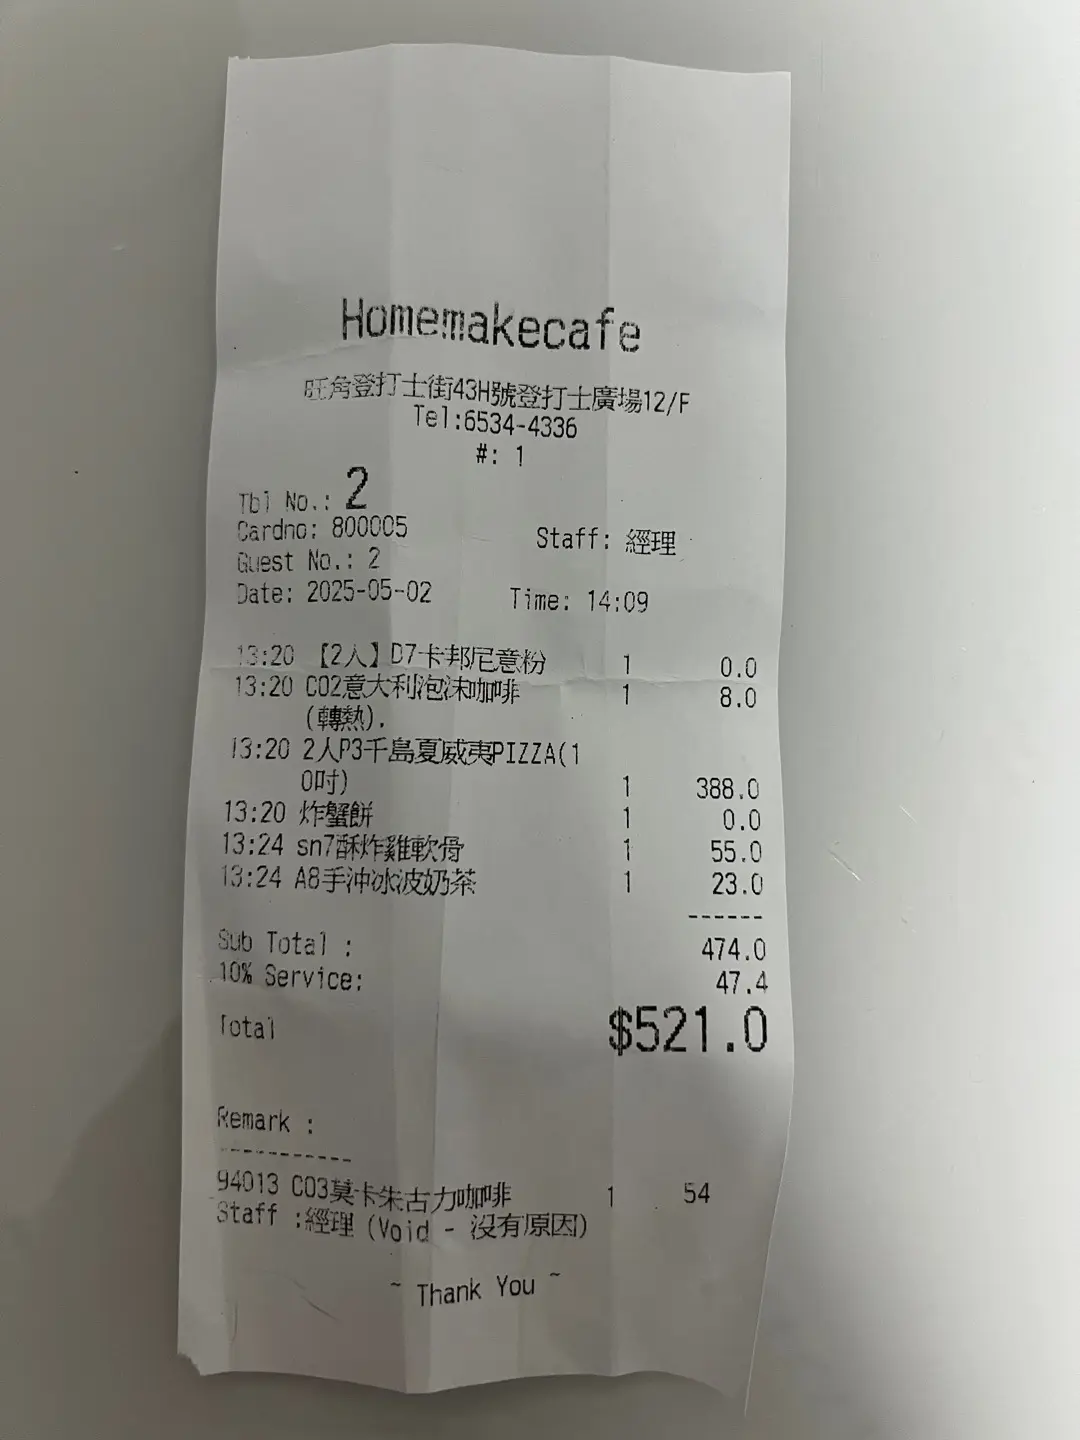 Homemakecafe
旺角登打士街43H號登打士廣場12/F
Tel:6534-4336
#: 1
Tbl No.: 2
Cardno: 800005
Staff: 經理
Guest No.: 2
Date: 2025-05-02 Time: 14:09
13:20 【2人】D7卡邦尼意粉 1 0.0
13:20 CO2意大利泡沫咖啡 1 8.0
(轉熱).
13:20 2人P3千島夏威夷PIZZA(1
0吋) 1 388.0
13:20 炸蟹餅 1 0.0
13:24 sn7酥炸雞軟骨 1 55.0
13:24 A8手沖冰波奶茶 1 23.0
------
Sub Total : 474.0
10% Service: 47.4
Total $521.0
Remark :
-----------
94013 CO3莫卡朱古力咖啡 1 54
Staff :經理 (Void - 沒有原因)
~ Thank You ~